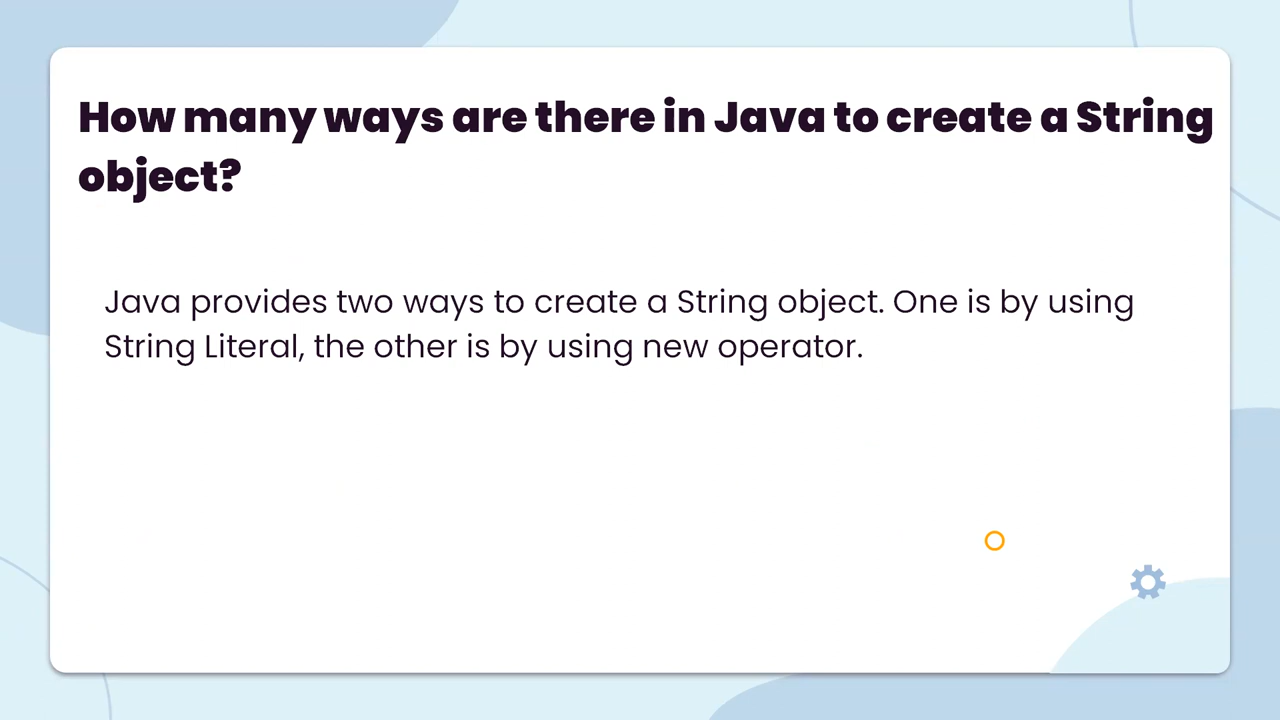 How many ways are there in Java to create a String
object?
Java provides two ways to create a String object. One is by using
String Literal, the other is by using new operator.